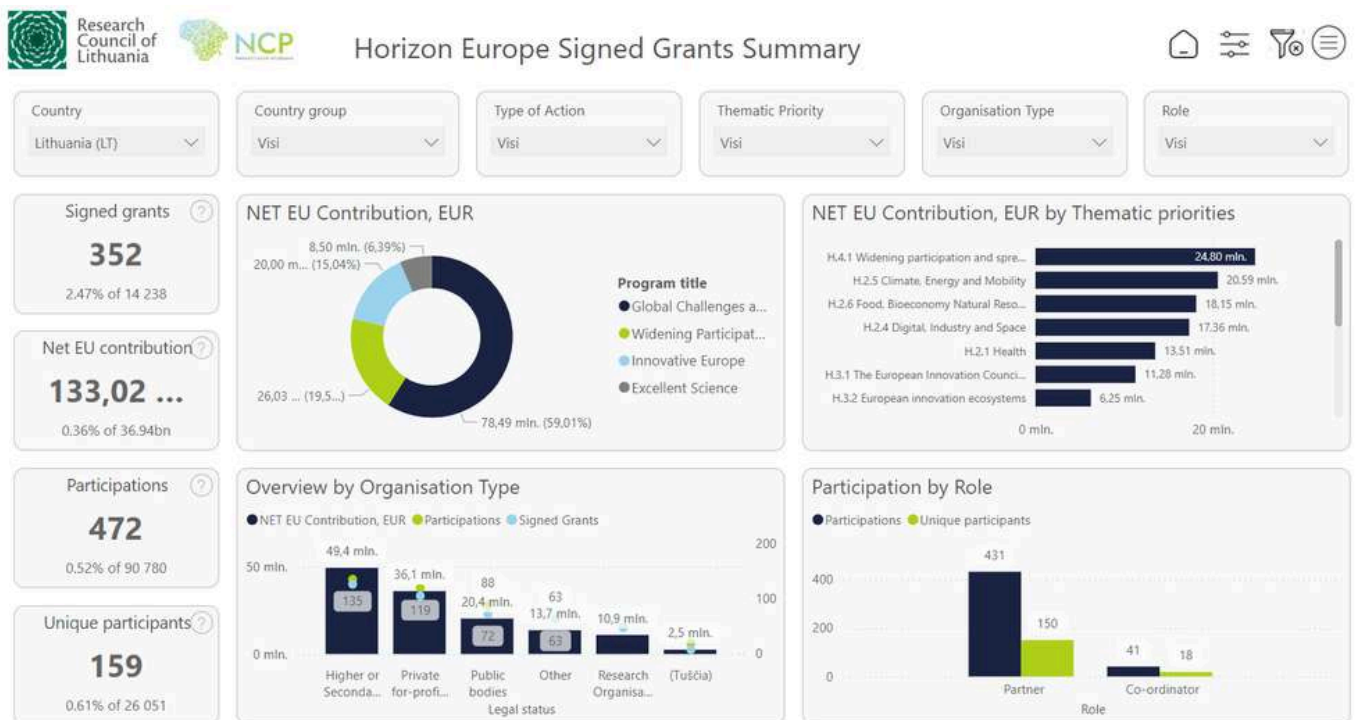 Research
Council of
Lithuania
NCP
Horizon Europe Signed Grants Summary
Country
Lithuania (LT)
Country group
Visi
Type of Action
Visi
Thematic Priority
Visi
Organisation Type
Visi
Role
Visi
Signed grants
?
352
2.47% of 14 238
Net EU contribution
?
133,02 ...
0.36% of 36.94bn
Participations
?
472
0.52% of 90 780
Unique participants
?
159
0.61% of 26 051
NET EU Contribution, EUR
8,50 mln. (6,39%)
20,00 m... (15,04%)
26,03 ... (19,5...)
78,49 mln. (59,01%)
Program title
Global Challenges a...
Widening Participat...
Innovative Europe
Excellent Science
NET EU Contribution, EUR by Thematic priorities
H.4.1 Widening participation and spre... 24,80 mln.
H.2.5 Climate, Energy and Mobility 20.59 mln.
H.2.6 Food, Bioeconomy Natural Reso... 18,15 mln.
H.2.4 Digital, Industry and Space 17.36 mln.
H.2.1 Health 13,51 mln.
H.3.1 The European Innovation Counci... 11,28 mln.
H.3.2 European innovation ecosystems 6,25 mln.
0 mln. 20 mln.
Overview by Organisation Type
NET EU Contribution, EUR Participations Signed Grants
50 mln.
0 mln.
200
100
0
49,4 mln.
135
36,1 mln.
119
88
20,4 mln.
72
63
13,7 mln.
63
10,9 mln.
2,5 mln.
Higher or
Seconda...
Private
for-profi...
Public
bodies
Other
Research
Organisa...
(Tuščia)
Legal status
Participation by Role
Participations Unique participants
400
200
0
431
150
41
18
Partner
Co-ordinator
Role